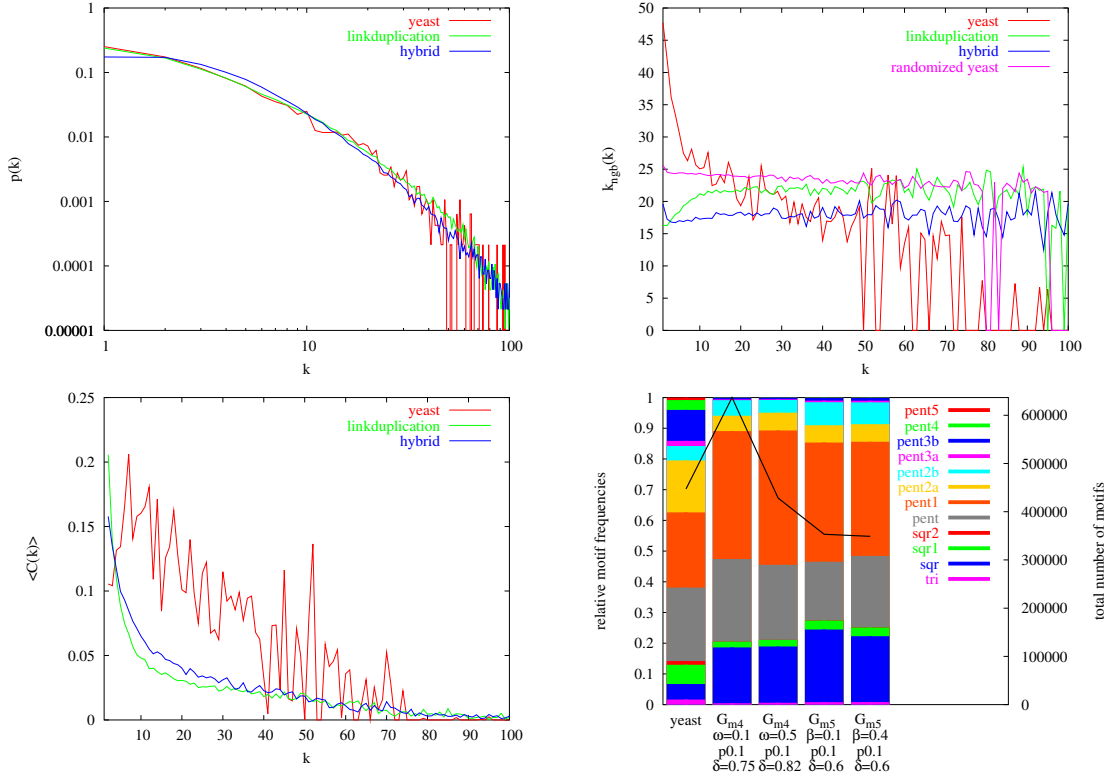 yeast
linkduplication
hybrid
1
0.1
0.01
0.001
0.0001
0.00001
p(k)
1
10
100
k
yeast
linkduplication
hybrid
randomized yeast
50
45
40
35
30
25
20
15
10
5
0
k_ngb(k)
10 20 30 40 50 60 70 80 90 100
k
yeast
linkduplication
hybrid
0.25
0.2
0.15
0.1
0.05
0
<C(k)>
10 20 30 40 50 60 70 80 90 100
k
1
0.9
0.8
0.7
0.6
0.5
0.4
0.3
0.2
0.1
0
relative motif frequencies
pent5
pent4
pent3b
pent3a
pent2b
pent2a
pent1
pent
sqr2
sqr1
sqr
tri
600000
500000
400000
300000
200000
100000
0
total number of motifs
yeast
G_m4
ω=0.1
p0.1
δ=0.75
G_m4
ω=0.5
p0.1
δ=0.82
G_m5
β=0.1
p0.1
δ=0.6
G_m5
β=0.4
p0.1
δ=0.6